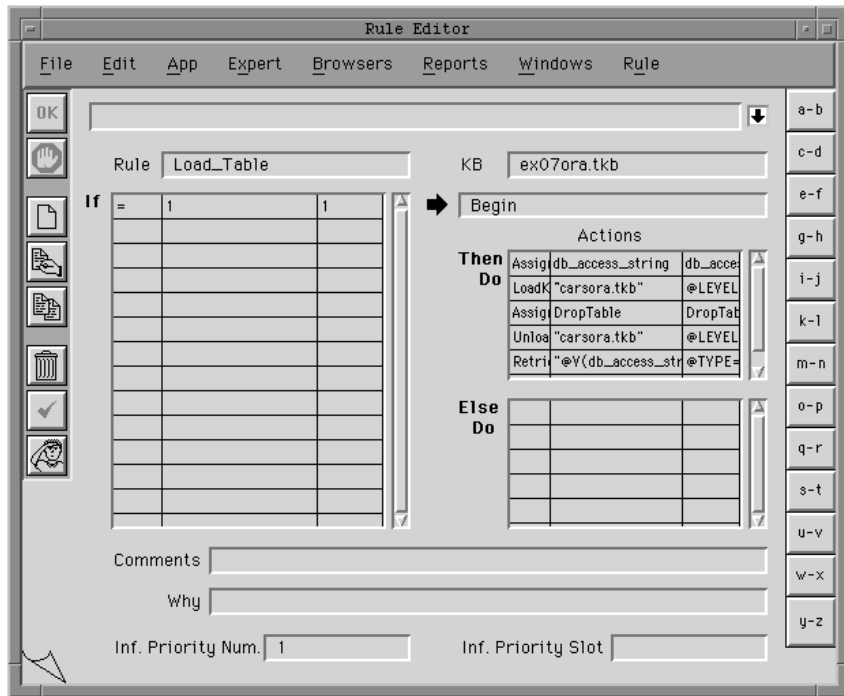 Rule Editor
File Edit App Expert Browsers Reports Windows Rule
OK
Rule Load_Table KB ex07ora.tkb
If = 1 1
Begin
Actions
Then Do
Assig db_access_string db_acces
LoadK "carsora.tkb" @LEVEL
Assig DropTable DropTab
Unloa "carsora.tkb" @LEVEL
Retri "@V(db_access_str @TYPE=
Else Do
Comments
Why
Inf. Priority Num. 1 Inf. Priority Slot
a-b
c-d
e-f
g-h
i-j
k-l
m-n
o-p
q-r
s-t
u-v
w-x
y-z